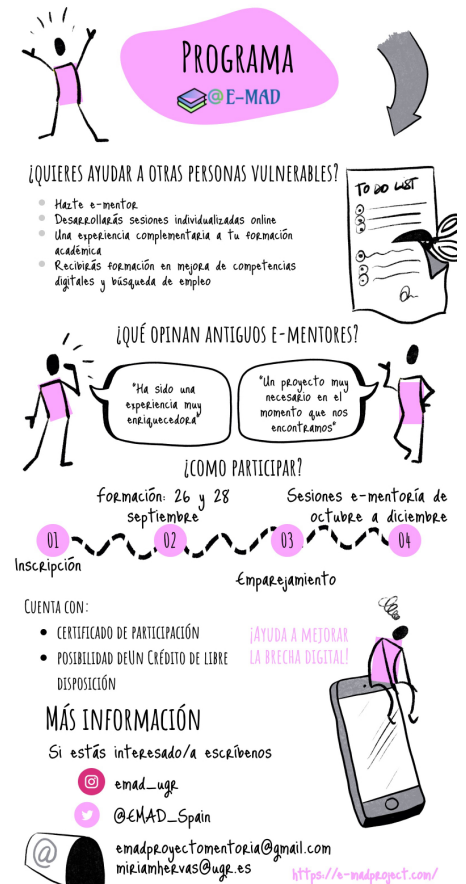 PROGRAMA
@E-MAD
¿QUIERES AYUDAR A OTRAS PERSONAS VULNERABLES?
Hazte e-mentor
Desarrollarás sesiones individualizadas online
Una experiencia complementaria a tu formación
académica
Recibirás formación en mejora de competencias
digitales y búsqueda de empleo
TO DO LIST
¿QUÉ OPINAN ANTIGUOS E-MENTORES?
"Ha sido una
experiencia muy
enriquecedora"
"Un proyecto muy
necesario en el
momento que nos
encontramos"
¿COMO PARTICIPAR?
Formación: 26 y 28
septiembre
Sesiones e-mentoría de
octubre a diciembre
01
02
03
04
Inscripción
Emparejamiento
CUENTA CON:
CERTIFICADO DE PARTICIPACIÓN
POSIBILIDAD DEUN CRÉDITO DE LIBRE
DISPOSICIÓN
¡AYUDA A MEJORAR
LA BRECHA DIGITAL!
MÁS INFORMACIÓN
Si estás interesado/a escríbenos
emad_ugr
@EMAD_Spain
@
emadproyectomentoria@gmail.com
miriamhervas@ugr.es
https://e-madproject.com/